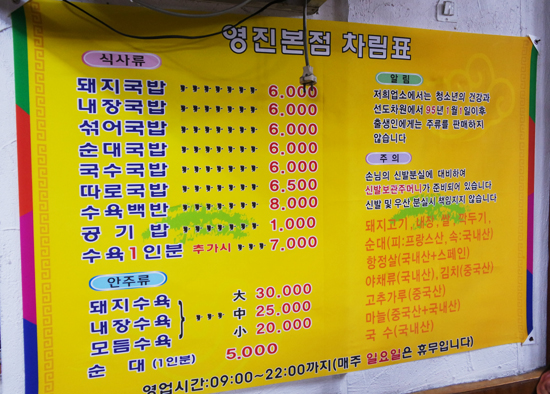 영진본점 차림표
식사류
돼지국밥 6.000
내장국밥 6.000
섞어국밥 6.000
순대국밥 6.000
국수국밥 6.000
따로국밥 6.500
수육백반 8.000
공기밥 1.000
수육1인분 추가시 7.000
안주류
돼지수육
내장수육
모듬수육
大 30.000
中 25.000
小 20.000
순대 (1인분) 5.000
알림
저희업소에서는 청소년의 건강과
선도차원에서 95년 1월1일이후
출생인에게는 주류를 판매하지
않습니다
주의
손님의 신발분실에 대비하여
신발보관주머니가 준비되어 있습니다
신발 및 우산 분실시 책임지지 않습니다
돼지고기, 내장, 쌀, 깍두기,
순대(피:프랑스산, 속:국내산)
항정살(국내산+스페인)
야채류(국내산), 김치(중국산)
고추가루(중국산)
마늘(중국산+국내산)
국 수(국내산)
영업시간:09:00~22:00까지(매주 일요일은 휴무입니다)